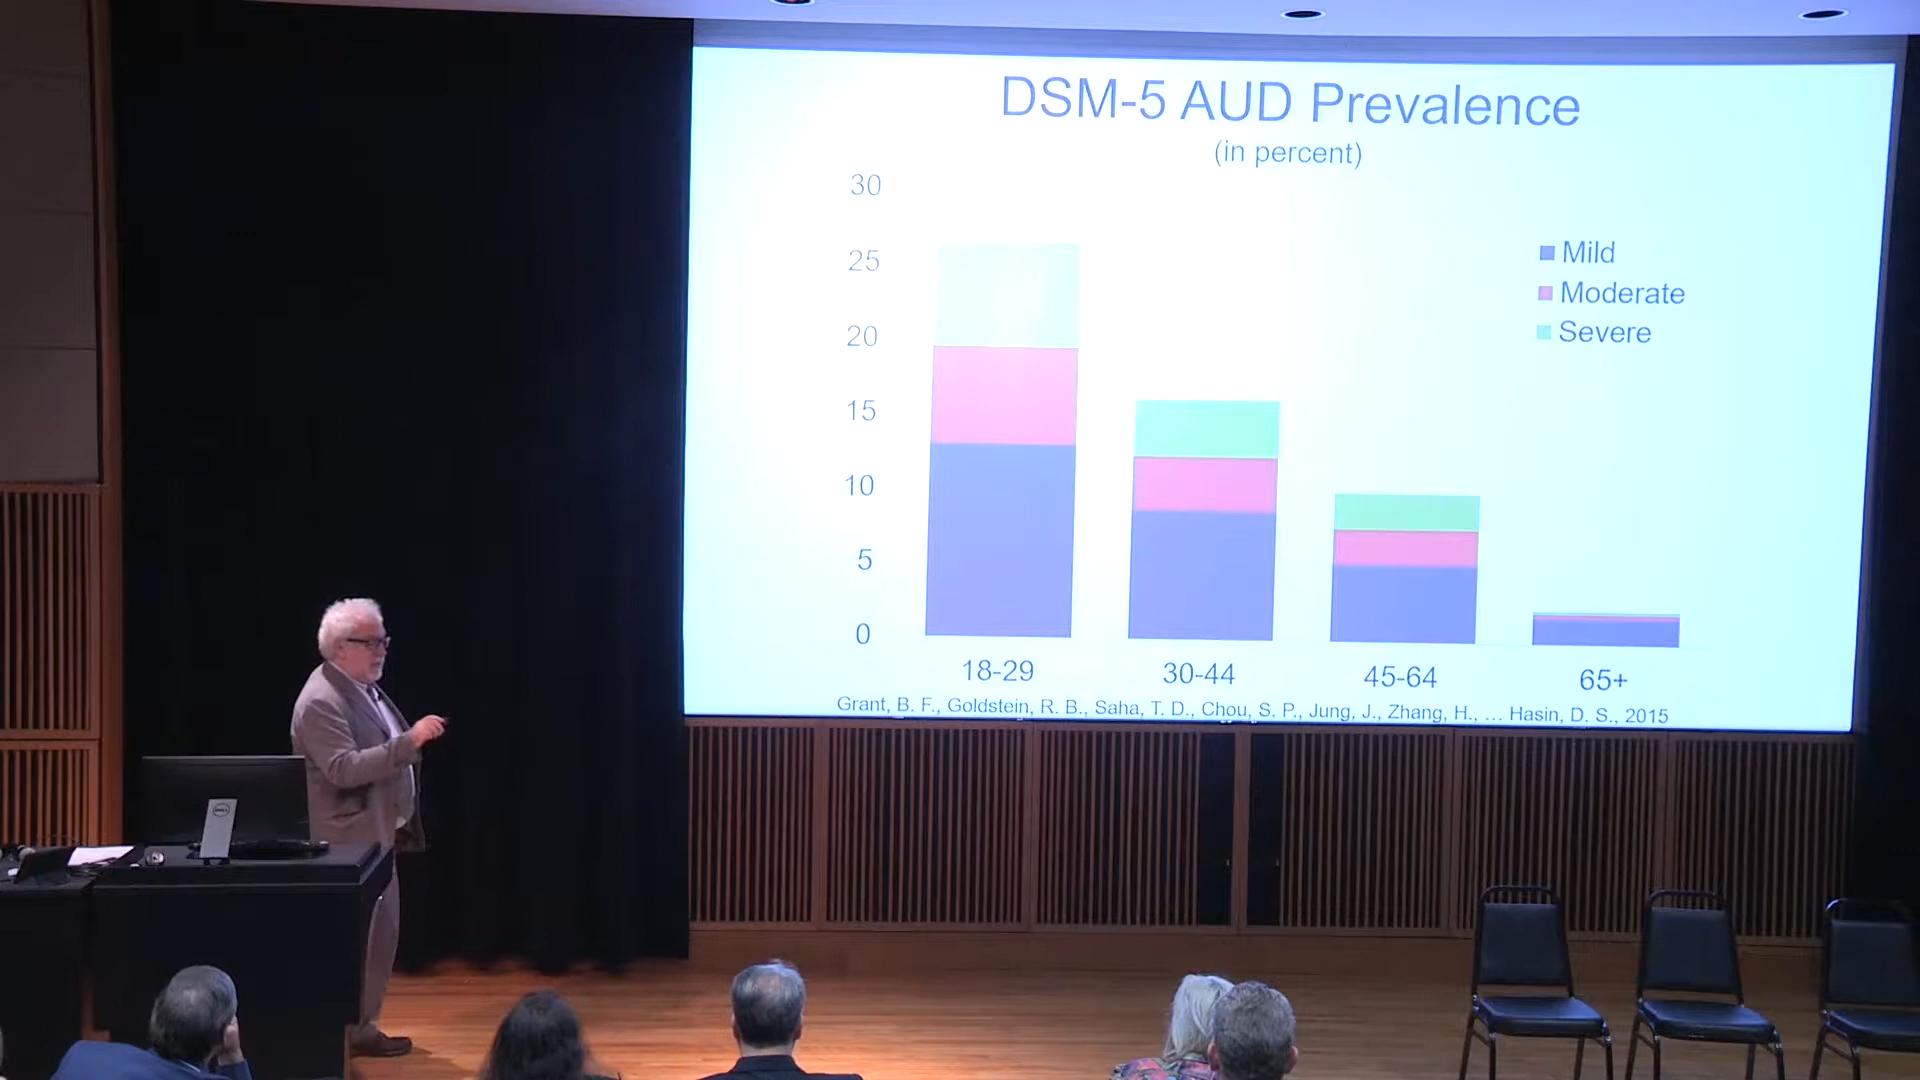 DSM-5 AUD Prevalence
(in percent)
30
25
20
15
10
5
0
Mild
Moderate
Severe
18-29
30-44
45-64
65+
Grant, B. F., Goldstein, R. B., Saha, T. D., Chou, S. P., Jung, J., Zhang, H., … Hasin, D. S., 2015
DELL